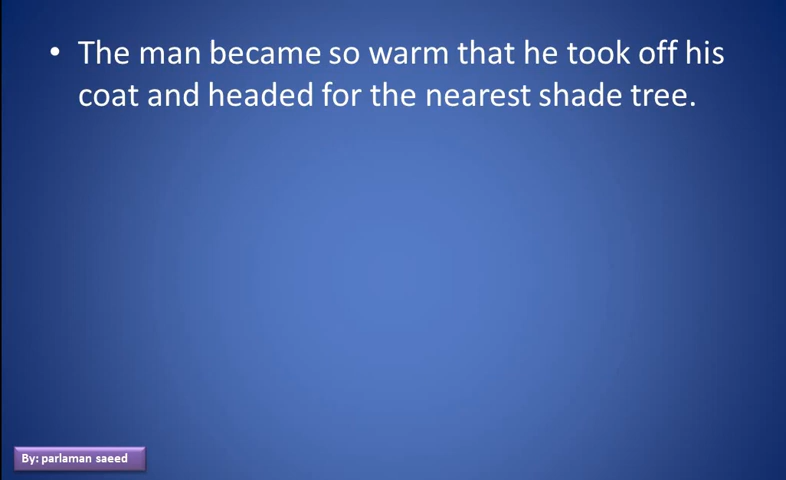 • The man became so warm that he took off his
coat and headed for the nearest shade tree.
By: parlaman saeed